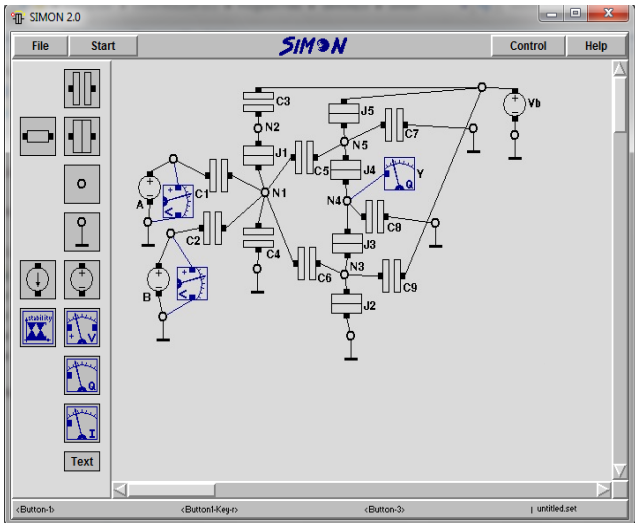 SIMON 2.0
File Start SIMON Control Help
C3
J5
Vb
N2
C7
J1
N5
C5
J4
Y
Q
C1
N1
A
V
N4
C8
C2
J3
C4
N3
C6
C9
B
V
J2
stability
V
Q
I
Text
<Button-1> <Button1-Key-r> <Button-3> | untitled.set